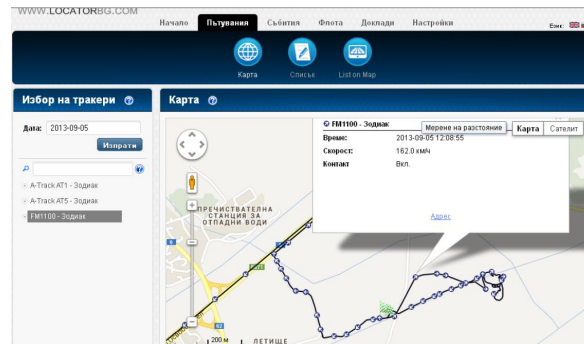 WWW.LOCATORBG.COM
Начало Пътувания Събития Флота Доклади Настройки
Език:
Карта Списък List on Map
Избор на тракери
Карта
Дата: 2013-09-05
Изпрати
A-Track AT1 - Зодиак
A-Track AT5 - Зодиак
FM1100 - Зодиак
FM1100 - Зодиак
Мерене на разстояние
Карта Сателит
Време: 2013-09-05 12:08:55
Скорост: 162.0 км/ч
Контакт Вкл.
Адрес
ПРЕЧИСТВАТЕЛНА
СТАНЦИЯ ЗА
ОТПАДНИ ВОДИ
6
62
200 м
ЛЕТИЩЕ